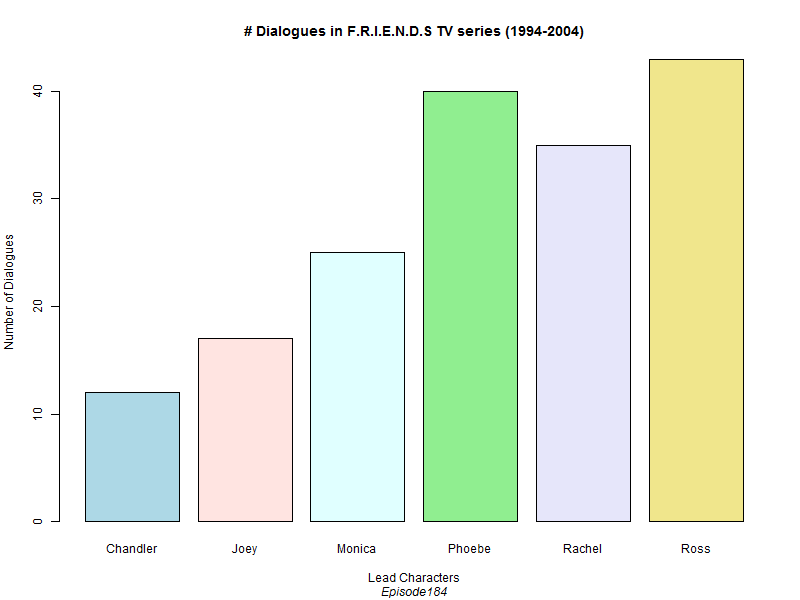 # Dialogues in F.R.I.E.N.D.S TV series (1994-2004)
Number of Dialogues
40
30
20
10
0
Chandler Joey Monica Phoebe Rachel Ross
Lead Characters
Episode184